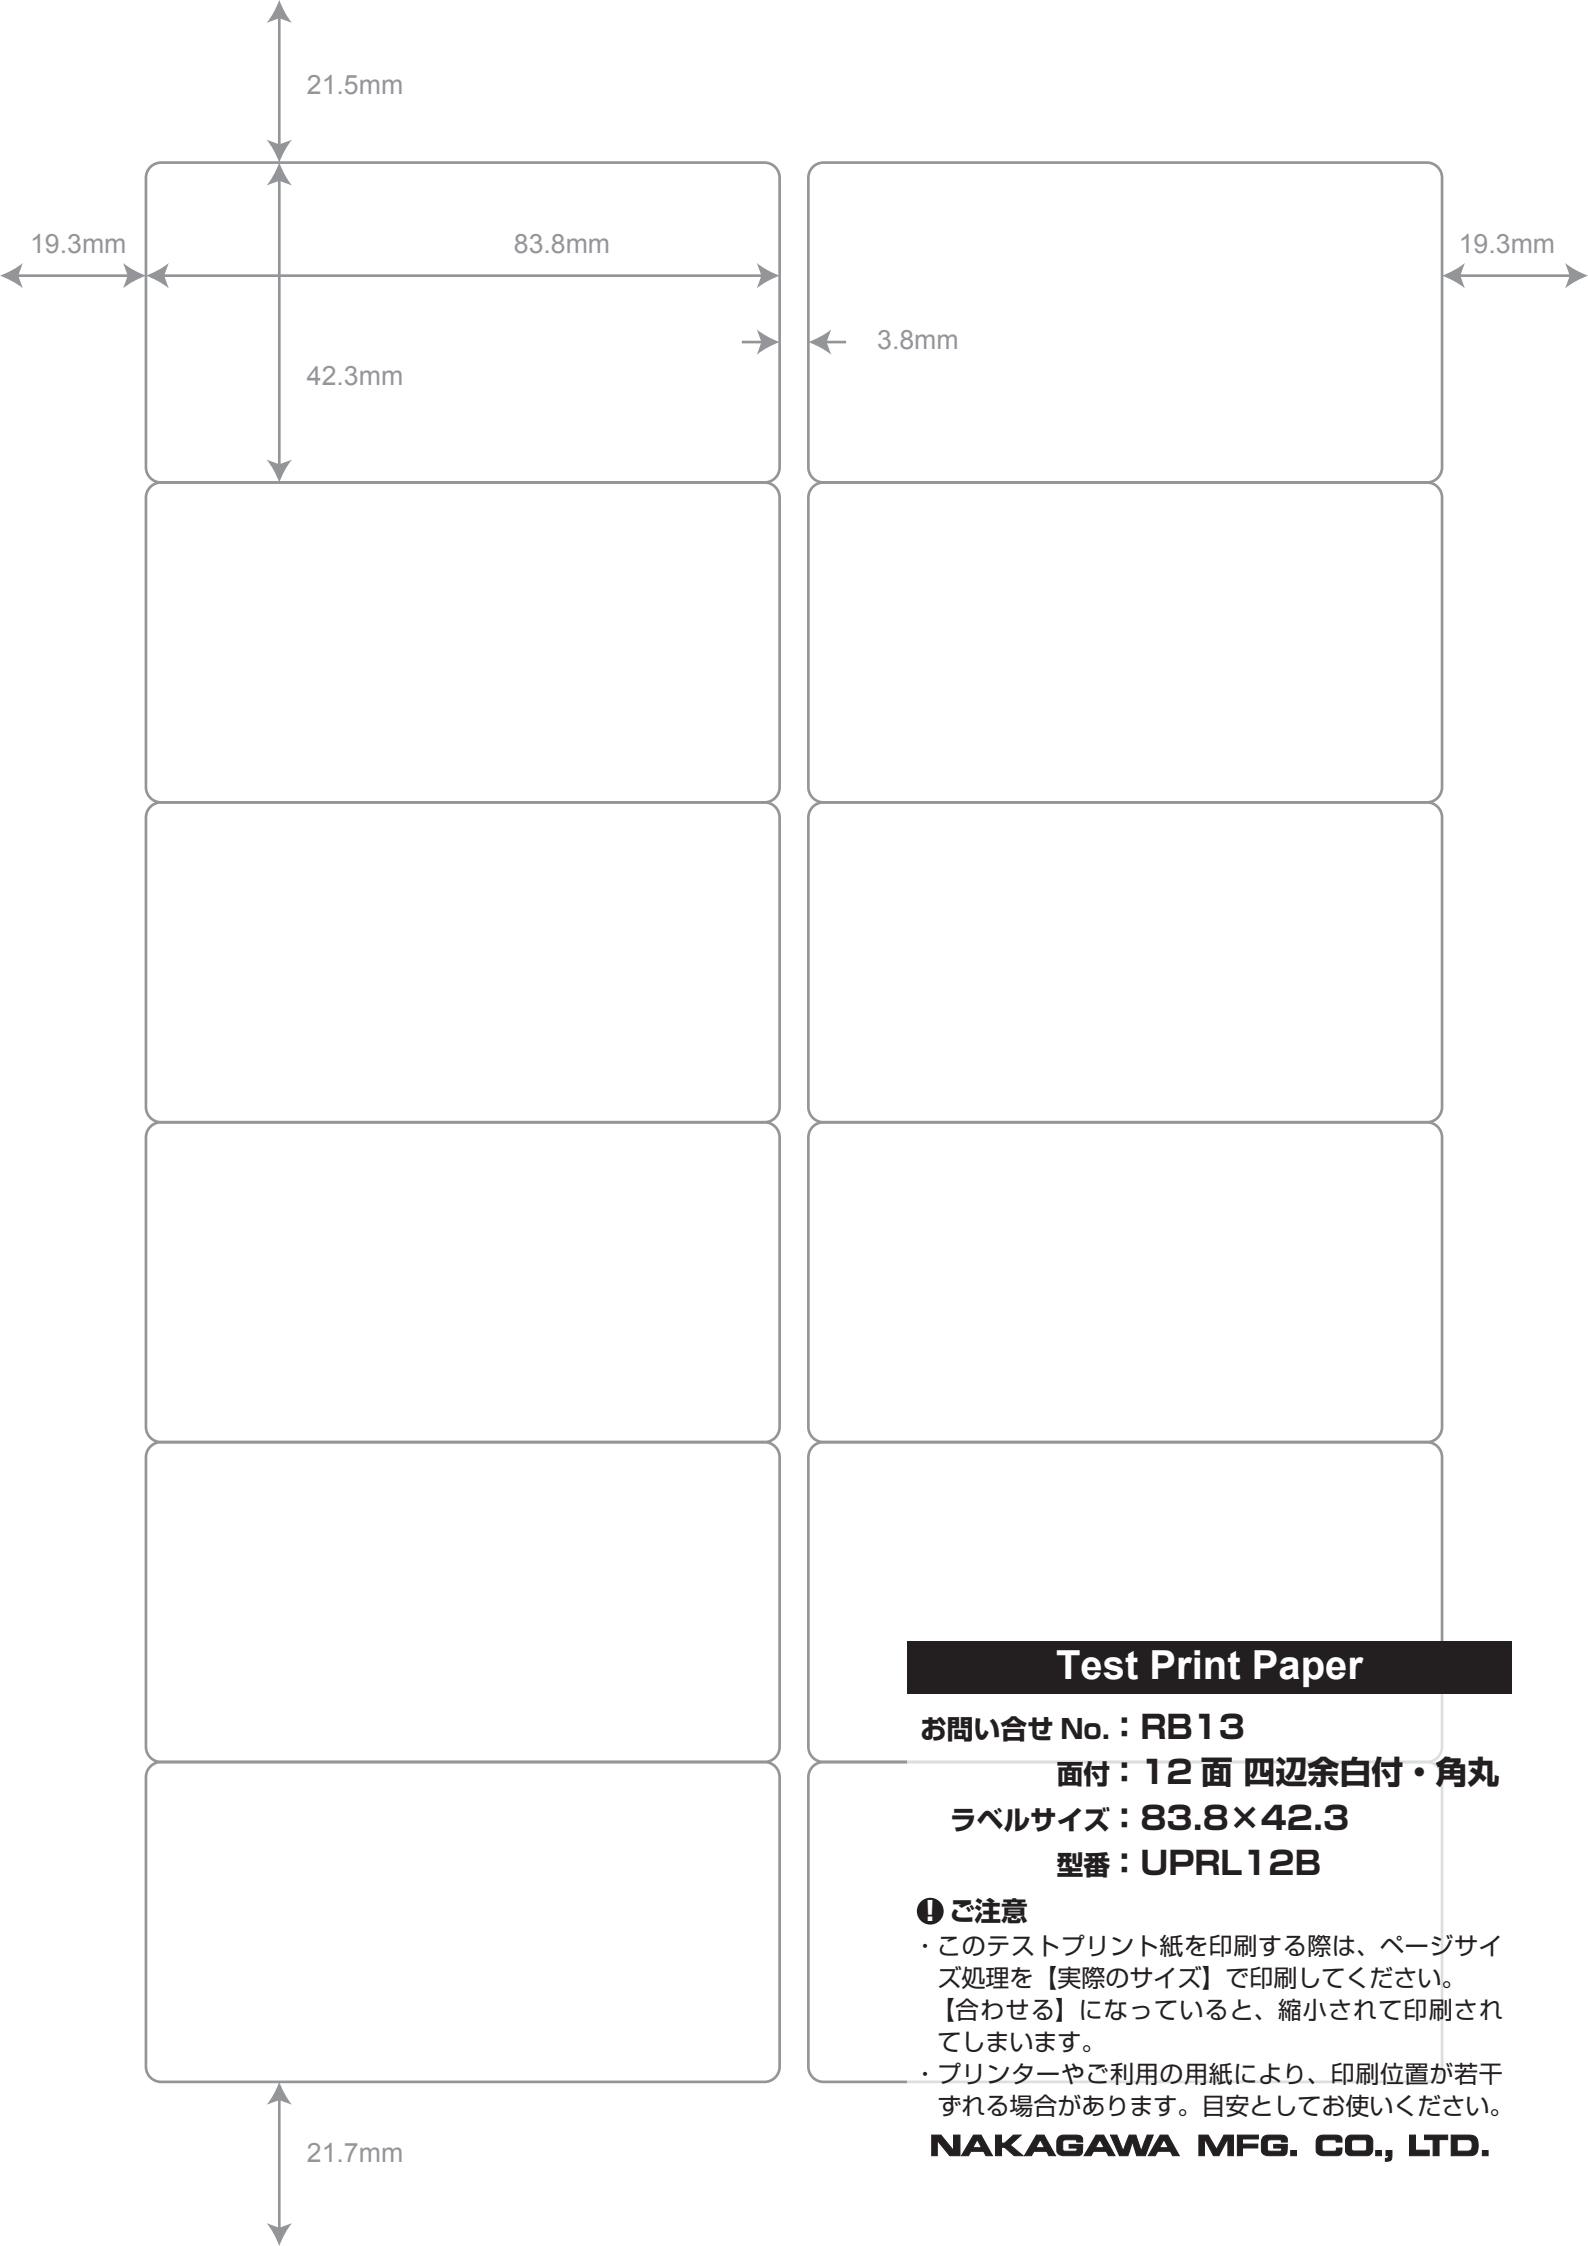 21.5mm
19.3mm
83.8mm
19.3mm
3.8mm
42.3mm
Test Print Paper
お問い合せ No.：RB13
面付：12 面 四辺余白付・角丸
ラベルサイズ：83.8×42.3
型番：UPRL12B
ご注意
・このテストプリント紙を印刷する際は、ページサイ
ズ処理を【実際のサイズ】で印刷してください。
【合わせる】になっていると、縮小されて印刷され
てしまいます。
・プリンターやご利用の用紙により、印刷位置が若干
ずれる場合があります。目安としてお使いください。
NAKAGAWA MFG. CO., LTD.
21.7mm